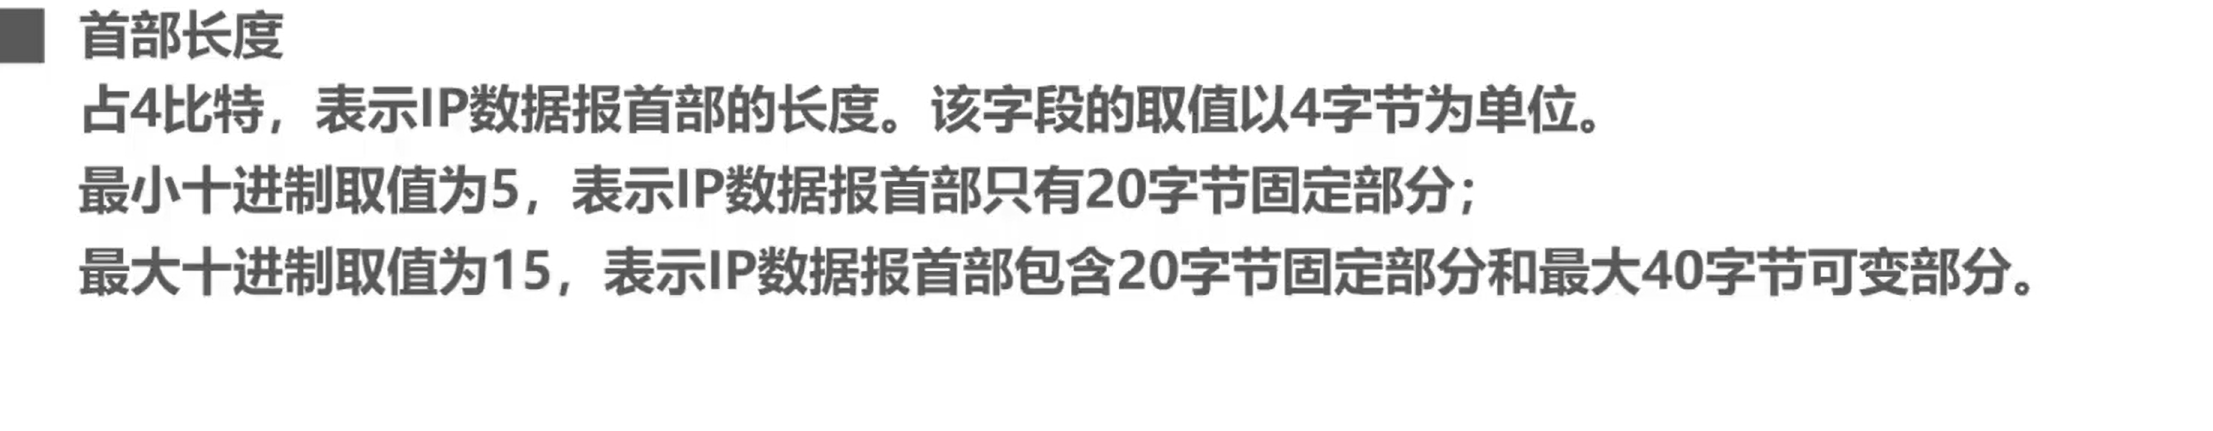 首部长度
占4比特，表示IP数据报首部的长度。该字段的取值以4字节为单位。
最小十进制取值为5，表示IP数据报首部只有20字节固定部分；
最大十进制取值为15，表示IP数据报首部包含20字节固定部分和最大40字节可变部分。